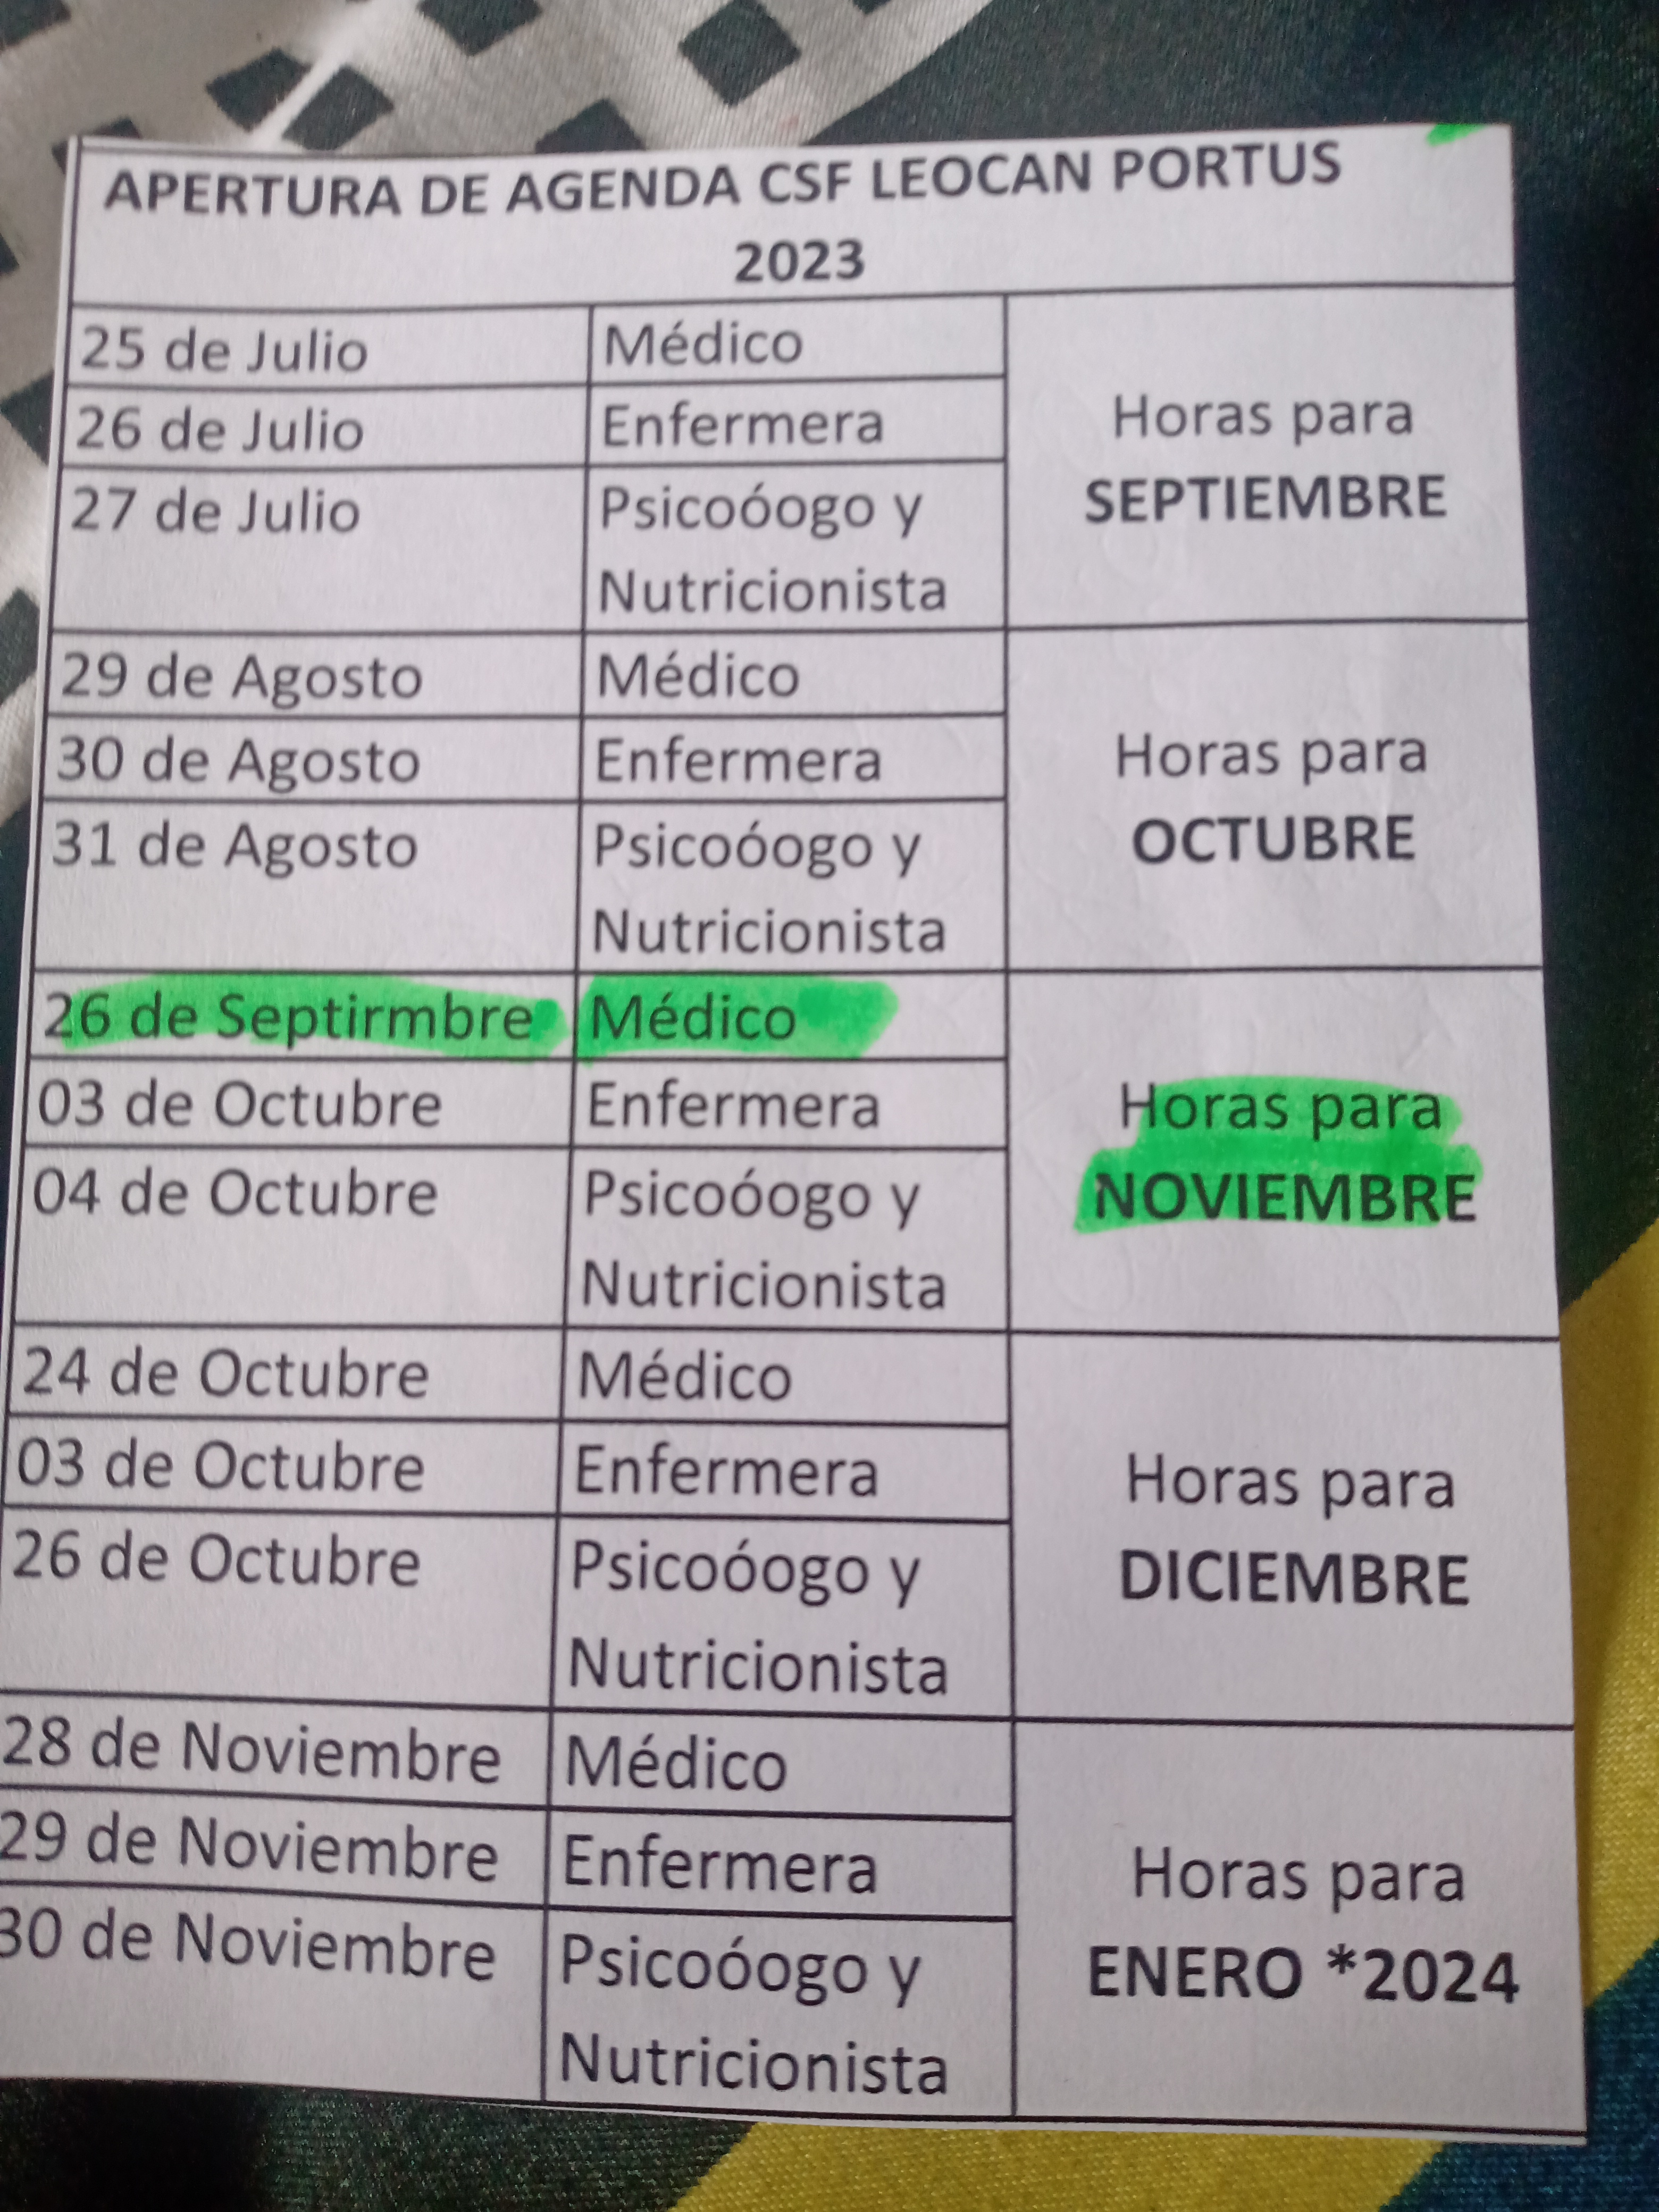 APERTURA DE AGENDA CSF LEOCAN PORTUS
2023
25 de Julio Médico
26 de Julio Enfermera
27 de Julio Psicoóogo y
Nutricionista
Horas para
SEPTIEMBRE
29 de Agosto Médico
30 de Agosto Enfermera
31 de Agosto Psicoóogo y
Nutricionista
Horas para
OCTUBRE
26 de Septirmbre Médico
03 de Octubre Enfermera
04 de Octubre Psicoóogo y
Nutricionista
Horas para
NOVIEMBRE
24 de Octubre Médico
03 de Octubre Enfermera
26 de Octubre Psicoóogo y
Nutricionista
Horas para
DICIEMBRE
28 de Noviembre Médico
29 de Noviembre Enfermera
30 de Noviembre Psicoóogo y
Nutricionista
Horas para
ENERO *2024